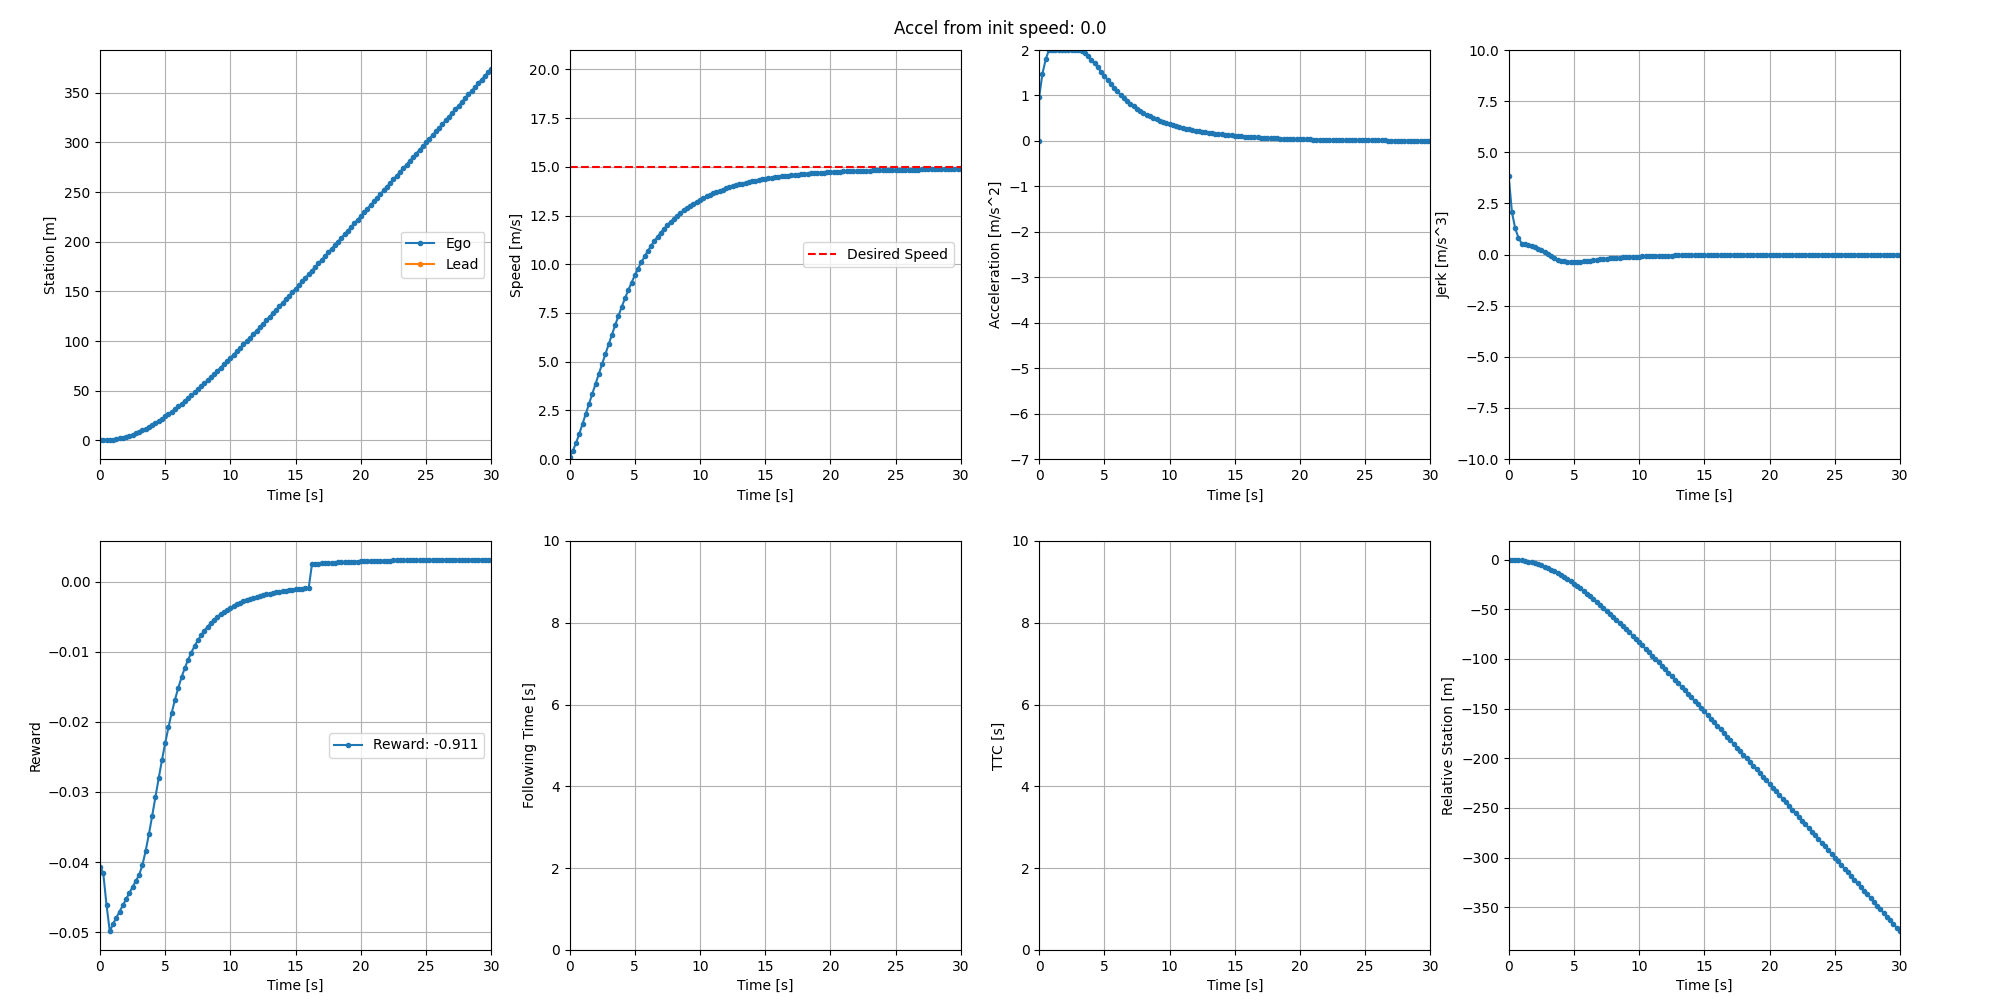 Accel from init speed: 0.0
Station [m]
350
300
250
200
150
100
50
0
Ego
Lead
0 5 10 15 20 25 30
Time [s]
Speed [m/s]
20.0
17.5
15.0
12.5
10.0
7.5
5.0
2.5
0.0
Desired Speed
0 5 10 15 20 25 30
Time [s]
Acceleration [m/s^2]
2
1
0
−1
−2
−3
−4
−5
−6
−7
0 5 10 15 20 25 30
Time [s]
Jerk [m/s^3]
10.0
7.5
5.0
2.5
0.0
−2.5
−5.0
−7.5
−10.0
0 5 10 15 20 25 30
Time [s]
Reward
0.00
−0.01
−0.02
−0.03
−0.04
−0.05
Reward: -0.911
0 5 10 15 20 25 30
Time [s]
Following Time [s]
10
8
6
4
2
0
0 5 10 15 20 25 30
Time [s]
TTC [s]
10
8
6
4
2
0
0 5 10 15 20 25 30
Time [s]
Relative Station [m]
0
−50
−100
−150
−200
−250
−300
−350
0 5 10 15 20 25 30
Time [s]